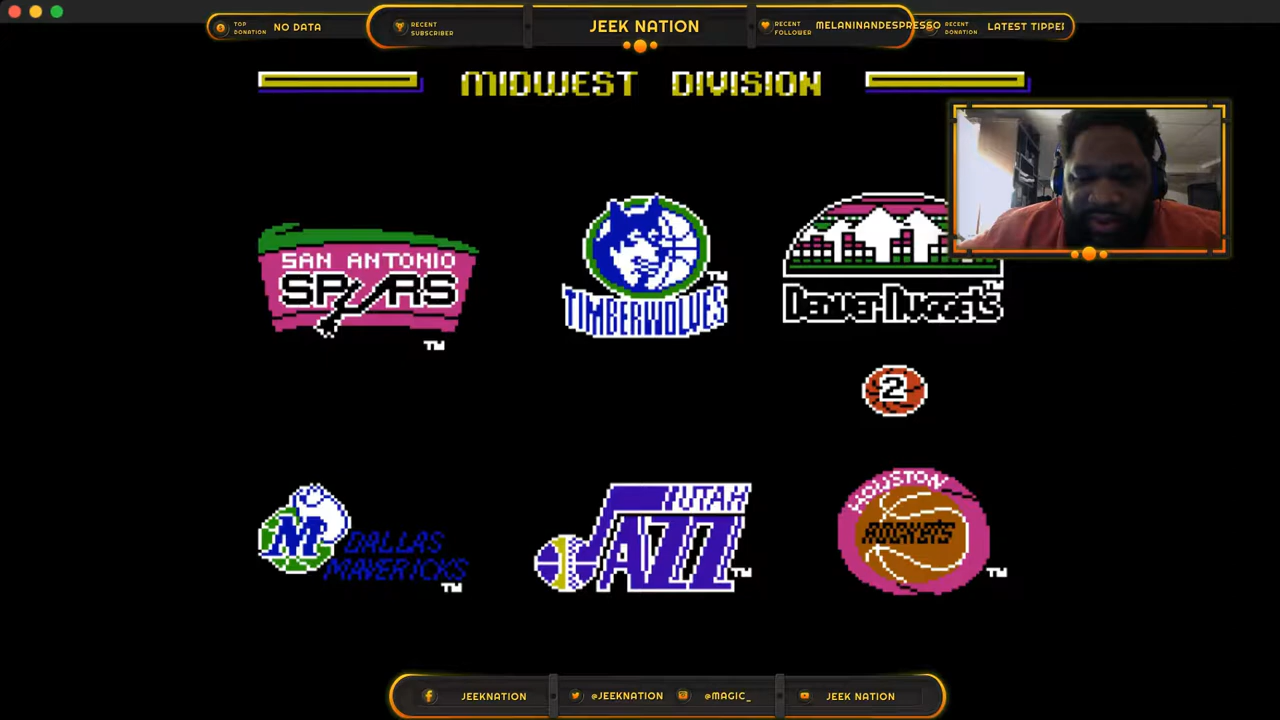 TOP DONATION NO DATA
RECENT SUBSCRIBER
JEEK NATION
RECENT FOLLOWER MELANINANDESPRESSO
RECENT DONATION LATEST TIPPEI
MIDWEST DIVISION
SAN ANTONIO
SPURS
TM
TIMBERWOLVES
TM
DENVER NUGGETS
TM
2
M
DALLAS
MAVERICKS
TM
UTAH
JAZZ
TM
HOUSTON
ROCKETS
TM
JEEKNATION
@JEEKNATION
@MAGIC_
JEEK NATION